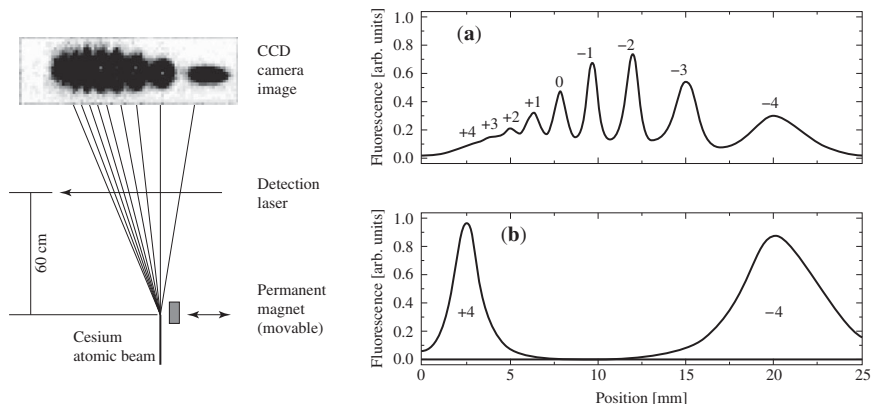 CCD
camera
image
Detection
laser
60 cm
Permanent
magnet
(movable)
Cesium
atomic beam
(a)
Fluorescence [arb. units]
1.0
0.8
0.6
0.4
0.2
0.0
+4 +3 +2 +1 0 −1 −2 −3 −4
(b)
Fluorescence [arb. units]
1.0
0.8
0.6
0.4
0.2
0.0
+4 −4
0 5 10 15 20 25
Position [mm]